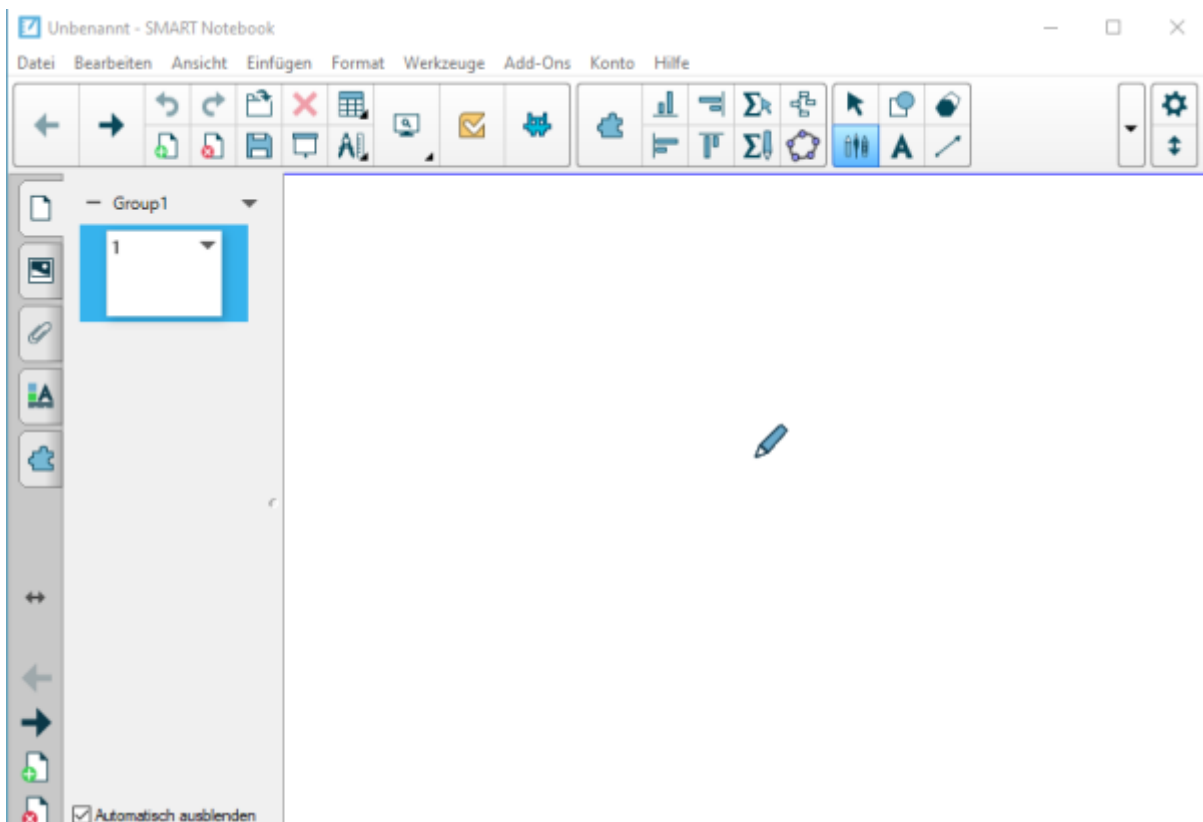 Unbenannt - SMART Notebook
Datei Bearbeiten Ansicht Einfügen Format Werkzeuge Add-Ons Konto Hilfe
Group1
1
Automatisch ausblenden